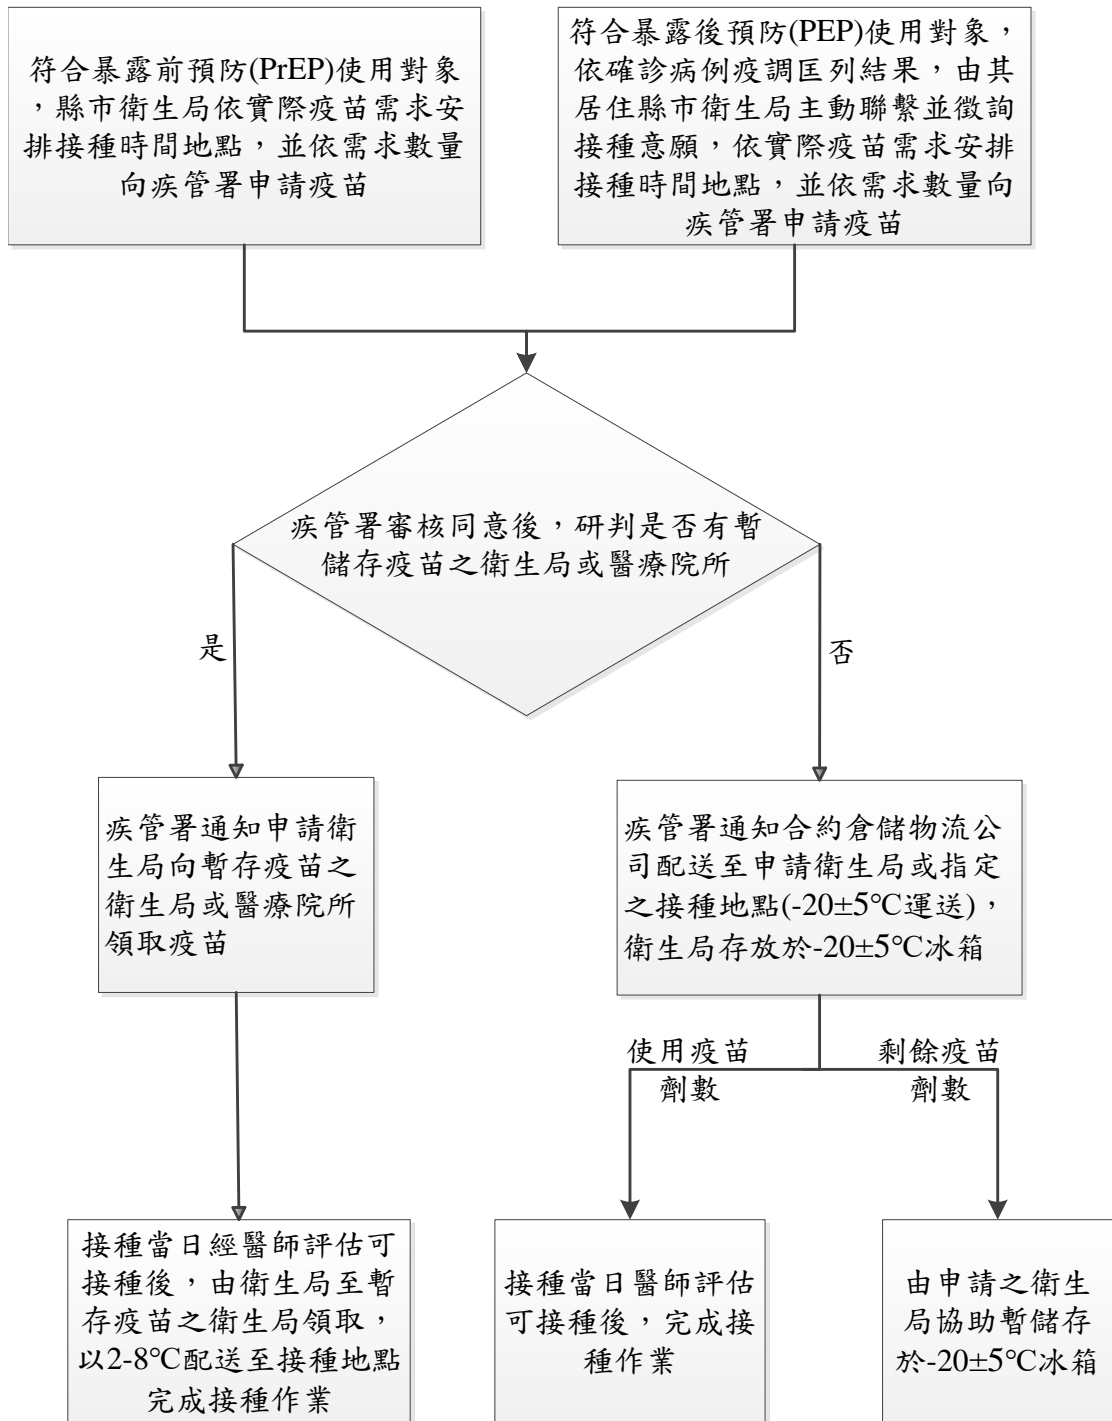 符合暴露前預防(PrEP)使用對象
，縣市衛生局依實際疫苗需求安
排接種時間地點，並依需求數量
向疾管署申請疫苗
符合暴露後預防(PEP)使用對象，
依確診病例疫調匡列結果，由其
居住縣市衛生局主動聯繫並徵詢
接種意願，依實際疫苗需求安排
接種時間地點，並依需求數量向
疾管署申請疫苗
疾管署審核同意後，研判是否有暫
儲存疫苗之衛生局或醫療院所
是
否
疾管署通知申請衛
生局向暫存疫苗之
衛生局或醫療院所
領取疫苗
疾管署通知合約倉儲物流公
司配送至申請衛生局或指定
之接種地點(-20±5℃運送)，
衛生局存放於-20±5℃冰箱
使用疫苗
劑數
剩餘疫苗
劑數
接種當日經醫師評估可
接種後，由衛生局至暫
存疫苗之衛生局領取，
以2-8℃配送至接種地點
完成接種作業
接種當日醫師評估
可接種後，完成接
種作業
由申請之衛生
局協助暫儲存
於-20±5℃冰箱